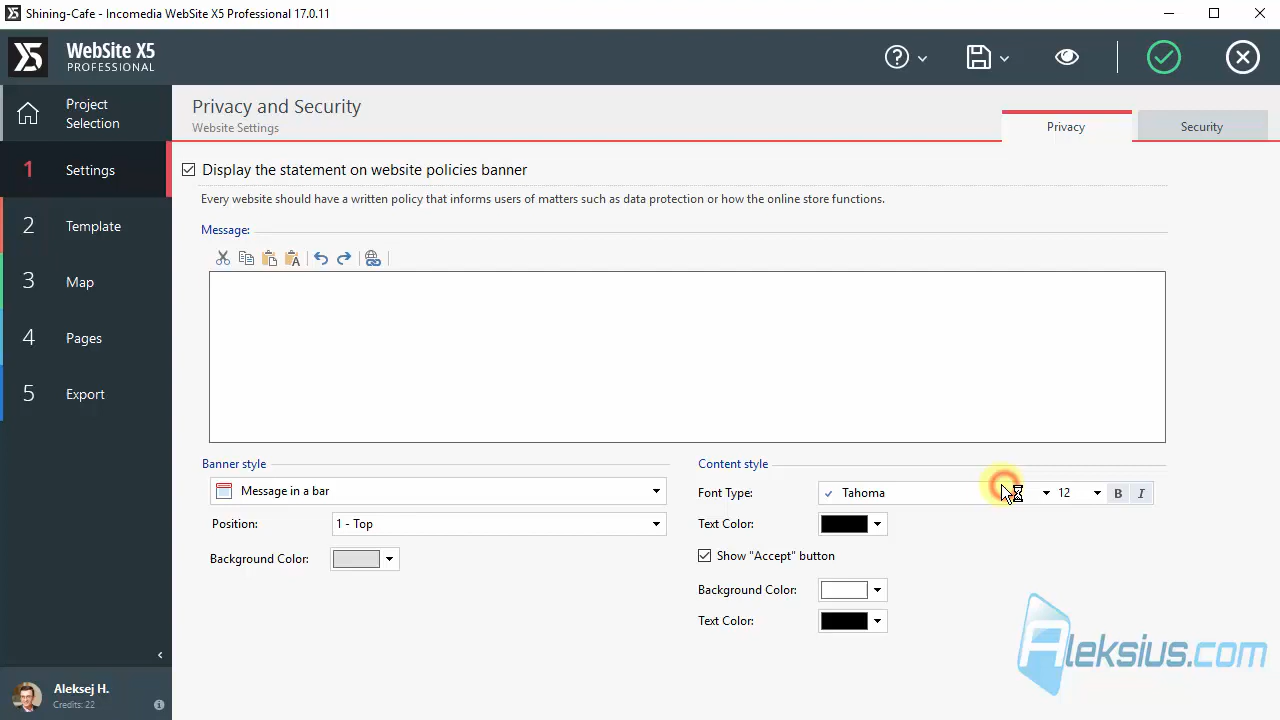 Shining-Cafe - Incomedia WebSite X5 Professional 17.0.11
WebSite X5
PROFESSIONAL
Project
Selection
1 Settings
2 Template
3 Map
4 Pages
5 Export
Aleksej H.
Credits: 22
Privacy and Security
Website Settings
Privacy
Security
Display the statement on website policies banner
Every website should have a written policy that informs users of matters such as data protection or how the online store functions.
Message:
Banner style
Message in a bar
Position: 1 - Top
Background Color:
Content style
Font Type: Tahoma 12 B I
Text Color:
Show "Accept" button
Background Color:
Text Color:
Aleksius.com